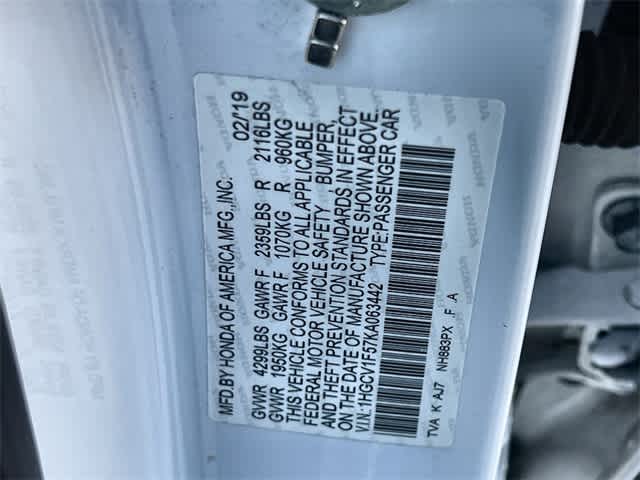 MFD.BY HONDA OF AMERICA MFG.,INC. 02/19
GVWR 4299LBS GAWR F 2359LBS R 2116LBS
GVWR 1950KG GAWR F 1070KG R 960KG
THIS VEHICLE CONFORMS TO ALL APPLICABLE
FEDERAL MOTOR VEHICLE SAFETY , BUMPER,
AND THEFT PREVENTION STANDARDS IN EFFECT
ON THE DATE OF MANUFACTURE SHOWN ABOVE.
V.I.N.:1HGCV1F57KA063442 TYPE:PASSENGER CAR
TVA K AJ7 NH883PX F A
HONDA